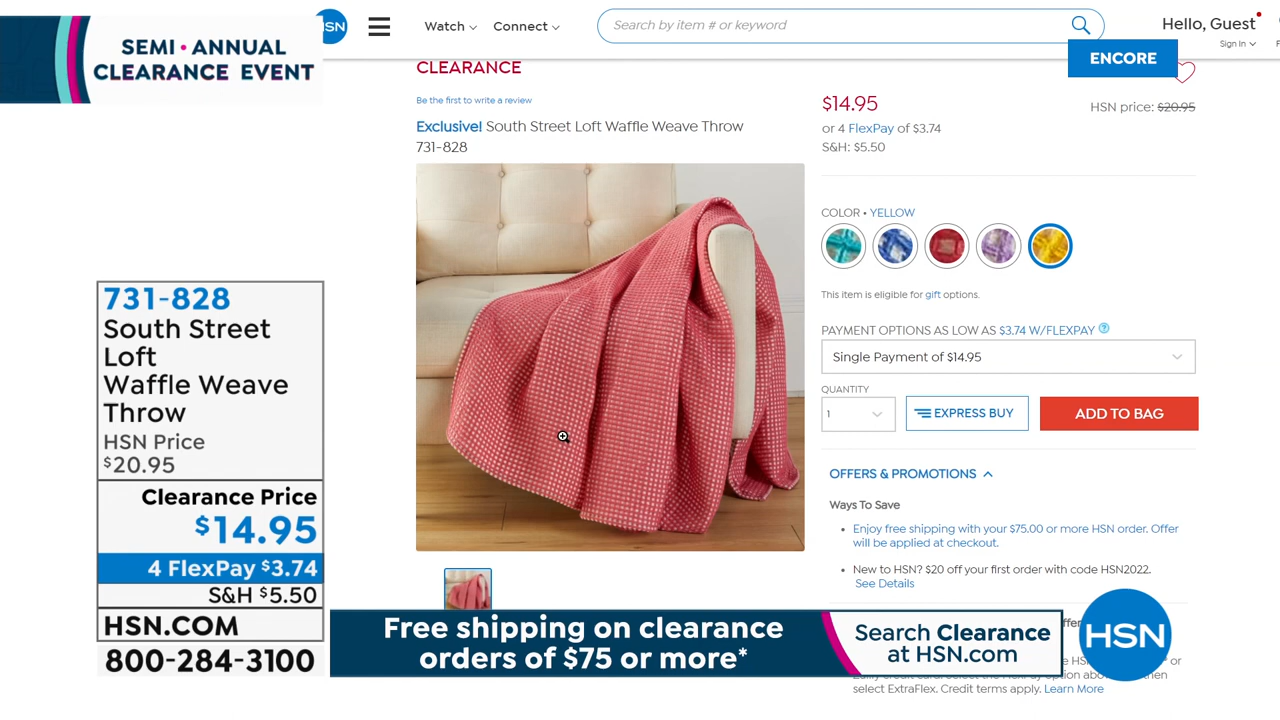 SEMI • ANNUAL
CLEARANCE EVENT
HSN
Watch
Connect
Search by item # or keyword
Hello, Guest
Sign In
ENCORE
CLEARANCE
Be the first to write a review
Exclusive! South Street Loft Waffle Weave Throw
731-828
$14.95
HSN price: $20.95
or 4 FlexPay of $3.74
S&H: $5.50
COLOR • YELLOW
This item is eligible for gift options.
PAYMENT OPTIONS AS LOW AS $3.74 W/FLEXPAY ?
Single Payment of $14.95
QUANTITY
1
EXPRESS BUY
ADD TO BAG
OFFERS & PROMOTIONS
Ways To Save
• Enjoy free shipping with your $75.00 or more HSN order. Offer
will be applied at checkout.
• New to HSN? $20 off your first order with code HSN2022.
See Details
select ExtraFlex. Credit terms apply. Learn More
731-828
South Street
Loft
Waffle Weave
Throw
HSN Price
$20.95
Clearance Price
$14.95
4 FlexPay $3.74
S&H $5.50
HSN.COM
800-284-3100
Free shipping on clearance
orders of $75 or more*
Search Clearance
at HSN.com
HSN